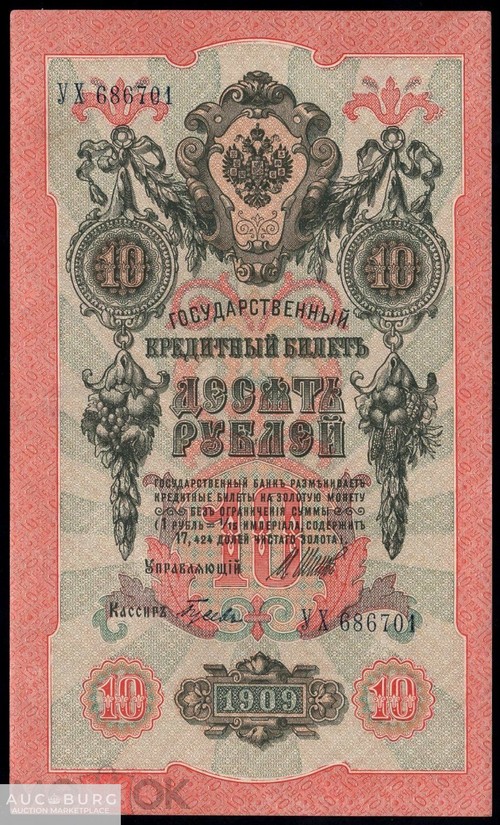 УХ 686701
10 10
ГОСУДАРСТВЕННЫЙ
КРЕДИТНЫЙ БИЛЕТЪ
ДЕСЯТЬ
РУБЛЕЙ
ГОСУДАРСТВЕННЫЙ БАНКЪ РАЗМѢНИВАЕТЪ
КРЕДИТНЫЕ БИЛЕТЫ НА ЗОЛОТУЮ МОНЕТУ
БЕЗЪ ОГРАНИЧЕНІЯ СУММЫ
(1 РУБЛЬ = 1/15 ИМПЕРІАЛА, СОДЕРЖИТЪ
17,424 ДОЛЕЙ ЧИСТАГО ЗОЛОТА).
10
Управляющій
Кассиръ
УХ 686701
10 1909 10
AUC BURG
AUCTION MARKETPLACE